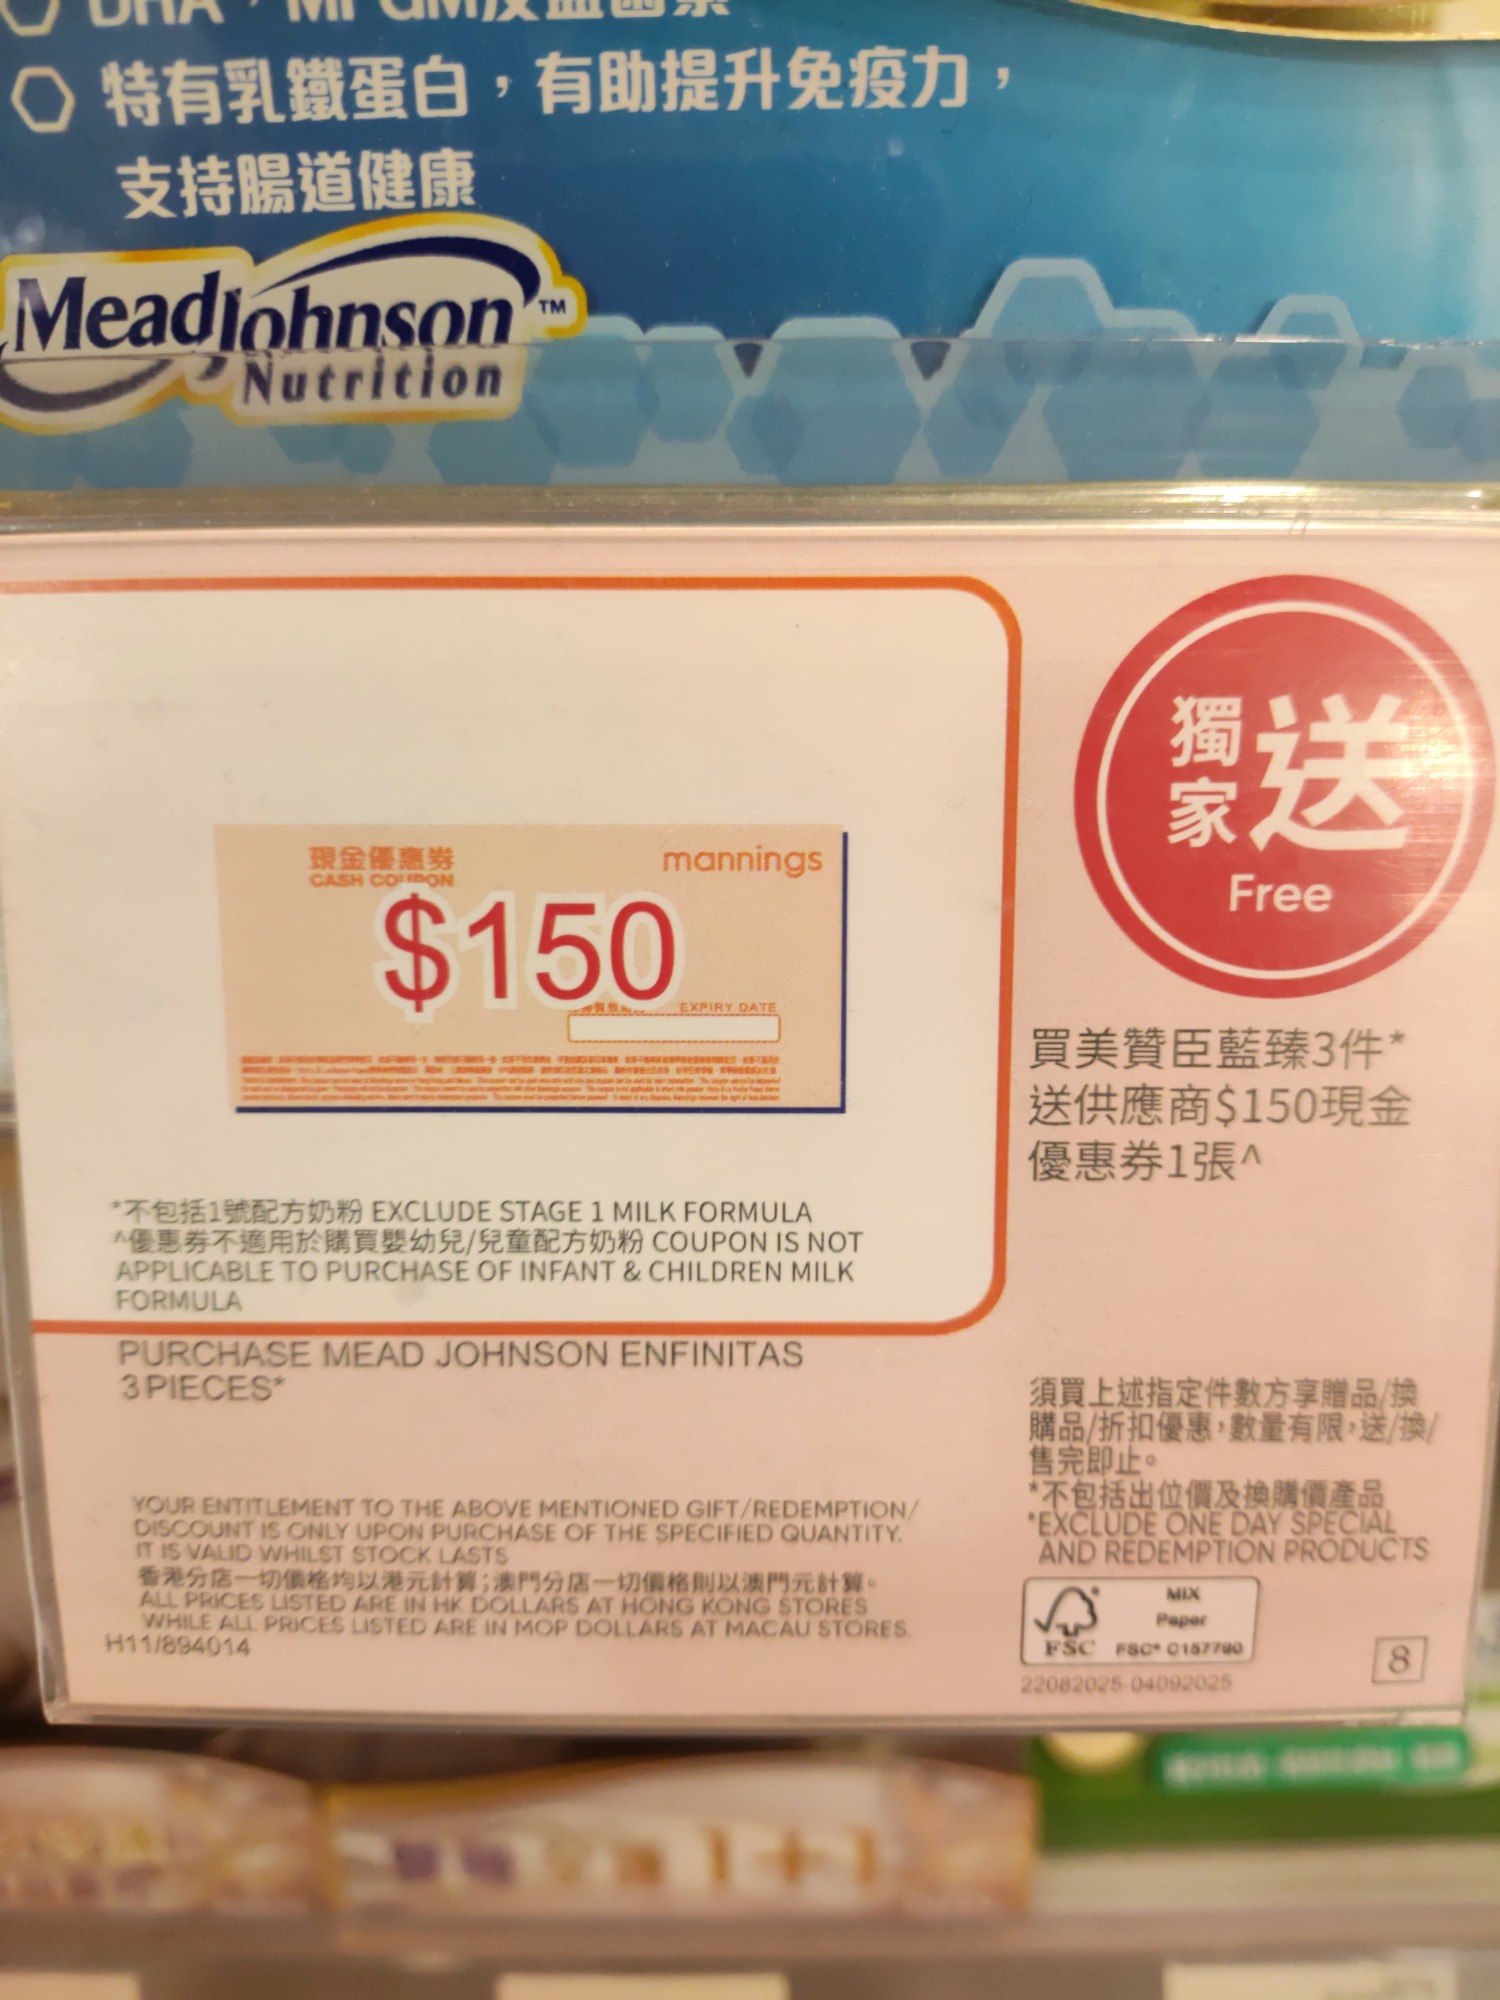 特有乳鐵蛋白，有助提升免疫力，
支持腸道健康
MeadJohnson™
Nutrition
現金優惠券
CASH COUPON
mannings
$150
EXPIRY DATE
獨家送
Free
買美贊臣藍臻3件*
送供應商$150現金
優惠券1張^
*不包括1號配方奶粉 EXCLUDE STAGE 1 MILK FORMULA
^優惠券不適用於購買嬰幼兒/兒童配方奶粉 COUPON IS NOT
APPLICABLE TO PURCHASE OF INFANT & CHILDREN MILK
FORMULA
PURCHASE MEAD JOHNSON ENFINITAS
3 PIECES*
須買上述指定件數方享贈品/換
購品/折扣優惠，數量有限，送/換/
售完即止。
*不包括出位價及換購價產品
*EXCLUDE ONE DAY SPECIAL
AND REDEMPTION PRODUCTS
YOUR ENTITLEMENT TO THE ABOVE MENTIONED GIFT/REDEMPTION/
DISCOUNT IS ONLY UPON PURCHASE OF THE SPECIFIED QUANTITY.
IT IS VALID WHILST STOCK LASTS
香港分店一切價格均以港元計算；澳門分店一切價格則以澳門元計算。
ALL PRICES LISTED ARE IN HK DOLLARS AT HONG KONG STORES
WHILE ALL PRICES LISTED ARE IN MOP DOLLARS AT MACAU STORES.
H11/894014
MIX
Paper
FSC
FSC® C157790
22082025-04092025
8